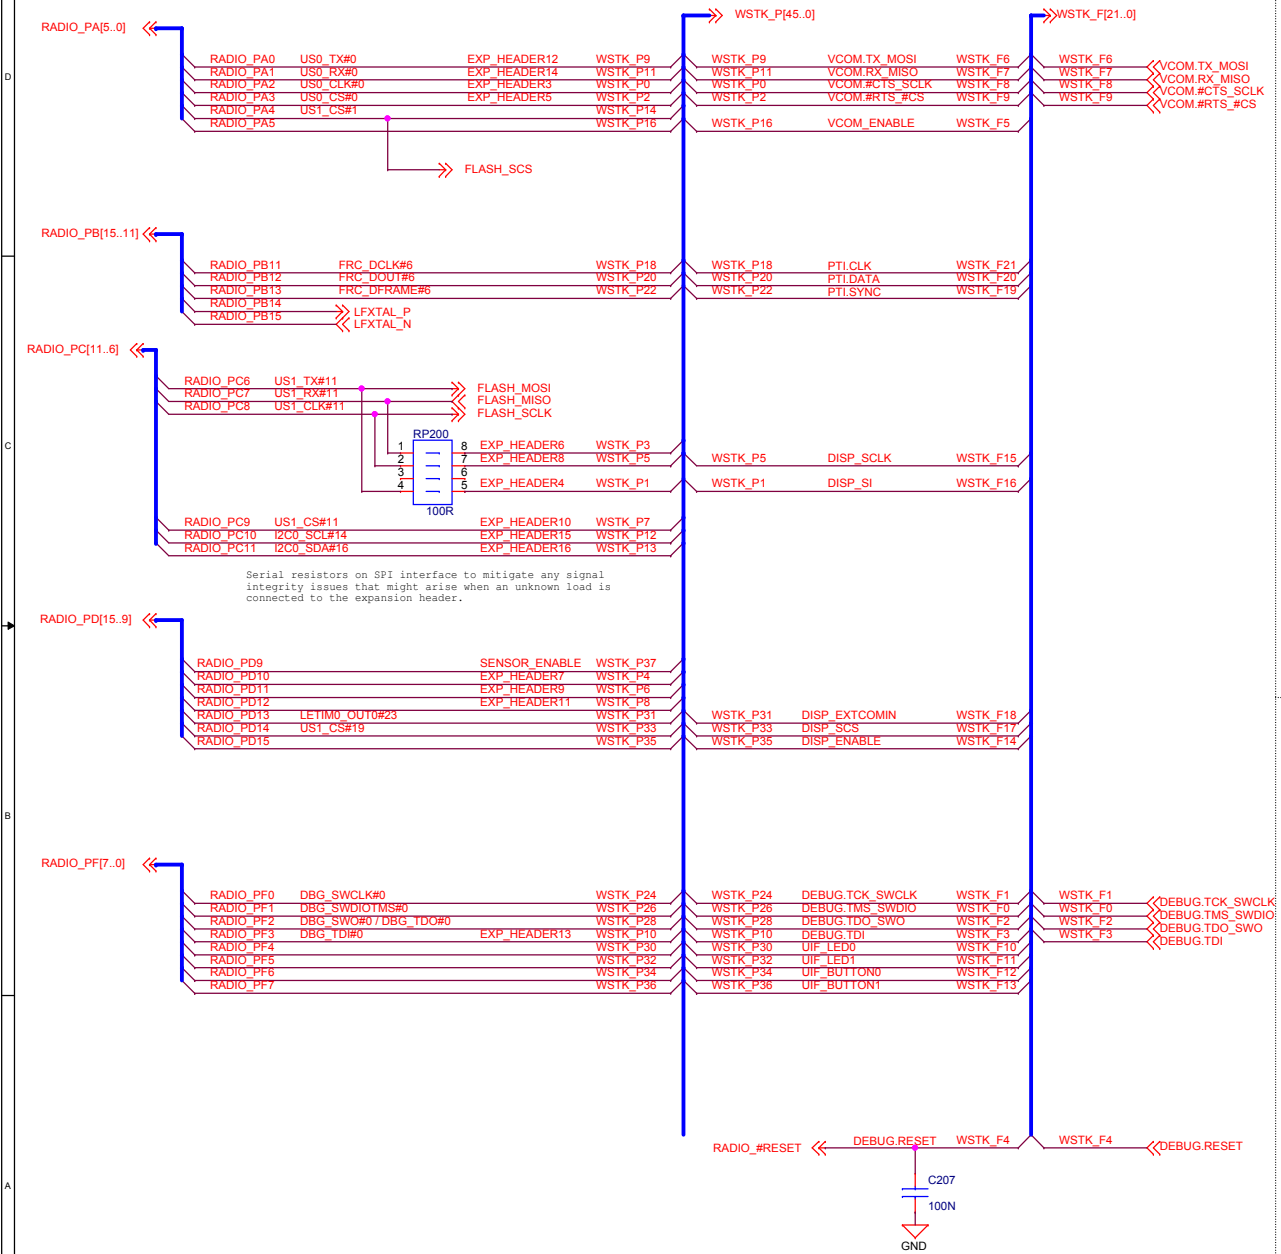 WSTK_P[45..0] WSTK_F[21..0]
RADIO_PA[5..0]
D
RADIO_PA0 US0_TX#0 EXP_HEADER12 WSTK_P9 WSTK_P9 VCOM.TX_MOSI WSTK_F6 WSTK_F6 VCOM.TX_MOSI
RADIO_PA1 US0_RX#0 EXP_HEADER14 WSTK_P11 WSTK_P11 VCOM.RX_MISO WSTK_F7 WSTK_F7 VCOM.RX_MISO
RADIO_PA2 US0_CLK#0 EXP_HEADER3 WSTK_P0 WSTK_P0 VCOM.#CTS_SCLK WSTK_F8 WSTK_F8 VCOM.#CTS_SCLK
RADIO_PA3 US0_CS#0 EXP_HEADER5 WSTK_P2 WSTK_P2 VCOM.#RTS_#CS WSTK_F9 WSTK_F9 VCOM.#RTS_#CS
RADIO_PA4 US1_CS#1 WSTK_P14
RADIO_PA5 WSTK_P16 WSTK_P16 VCOM_ENABLE WSTK_F5
FLASH_SCS
RADIO_PB[15..11]
RADIO_PB11 FRC_DCLK#6 WSTK_P18 WSTK_P18 PTI.CLK WSTK_F21
RADIO_PB12 FRC_DOUT#6 WSTK_P20 WSTK_P20 PTI.DATA WSTK_F20
RADIO_PB13 FRC_DFRAME#6 WSTK_P22 WSTK_P22 PTI.SYNC WSTK_F19
RADIO_PB14 LFXTAL_P
RADIO_PB15 LFXTAL_N
RADIO_PC[11..6]
RADIO_PC6 US1_TX#11 FLASH_MOSI
RADIO_PC7 US1_RX#11 FLASH_MISO
RADIO_PC8 US1_CLK#11 FLASH_SCLK
RP200
C
1 8 EXP_HEADER6 WSTK_P3
2 7 EXP_HEADER8 WSTK_P5 WSTK_P5 DISP_SCLK WSTK_F15
3 6
4 5 EXP_HEADER4 WSTK_P1 WSTK_P1 DISP_SI WSTK_F16
100R
RADIO_PC9 US1_CS#11 EXP_HEADER10 WSTK_P7
RADIO_PC10 I2C0_SCL#14 EXP_HEADER15 WSTK_P12
RADIO_PC11 I2C0_SDA#16 EXP_HEADER16 WSTK_P13
Serial resistors on SPI interface to mitigate any signal
integrity issues that might arise when an unknown load is
connected to the expansion header.
RADIO_PD[15..9]
RADIO_PD9 SENSOR_ENABLE WSTK_P37
RADIO_PD10 EXP_HEADER7 WSTK_P4
RADIO_PD11 EXP_HEADER9 WSTK_P6
RADIO_PD12 EXP_HEADER11 WSTK_P8
RADIO_PD13 LETIM0_OUT0#23 WSTK_P31 WSTK_P31 DISP_EXTCOMIN WSTK_F18
RADIO_PD14 US1_CS#19 WSTK_P33 WSTK_P33 DISP_SCS WSTK_F17
RADIO_PD15 WSTK_P35 WSTK_P35 DISP_ENABLE WSTK_F14
B
RADIO_PF[7..0]
RADIO_PF0 DBG_SWCLK#0 WSTK_P24 WSTK_P24 DEBUG.TCK_SWCLK WSTK_F1 WSTK_F1 DEBUG.TCK_SWCLK
RADIO_PF1 DBG_SWDIOTMS#0 WSTK_P26 WSTK_P26 DEBUG.TMS_SWDIO WSTK_F0 WSTK_F0 DEBUG.TMS_SWDIO
RADIO_PF2 DBG_SWO#0 / DBG_TDO#0 WSTK_P28 WSTK_P28 DEBUG.TDO_SWO WSTK_F2 WSTK_F2 DEBUG.TDO_SWO
RADIO_PF3 DBG_TDI#0 EXP_HEADER13 WSTK_P10 WSTK_P10 DEBUG.TDI WSTK_F3 WSTK_F3 DEBUG.TDI
RADIO_PF4 WSTK_P30 WSTK_P30 UIF_LED0 WSTK_F10
RADIO_PF5 WSTK_P32 WSTK_P32 UIF_LED1 WSTK_F11
RADIO_PF6 WSTK_P34 WSTK_P34 UIF_BUTTON0 WSTK_F12
RADIO_PF7 WSTK_P36 WSTK_P36 UIF_BUTTON1 WSTK_F13
RADIO_#RESET DEBUG.RESET WSTK_F4 WSTK_F4 DEBUG.RESET
A
C207
100N
GND